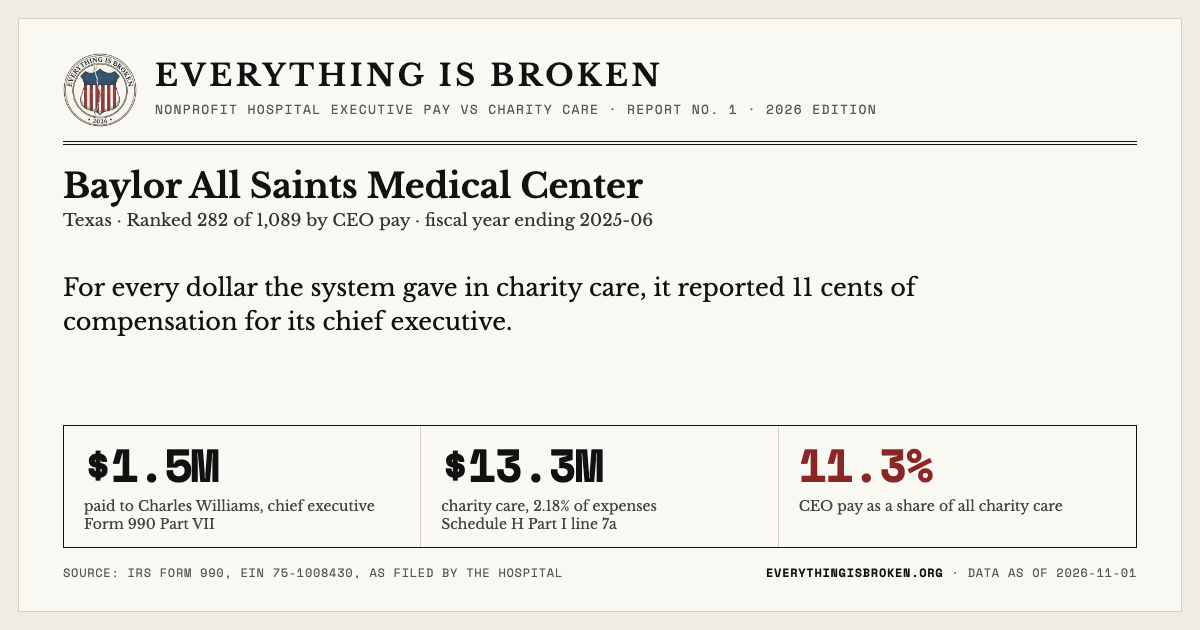 EVERYTHING IS BROKEN
2026
EVERYTHING IS BROKEN
NONPROFIT HOSPITAL EXECUTIVE PAY VS CHARITY CARE · REPORT NO. 1 · 2026 EDITION
Baylor All Saints Medical Center
Texas · Ranked 282 of 1,089 by CEO pay · fiscal year ending 2025-06
For every dollar the system gave in charity care, it reported 11 cents of
compensation for its chief executive.
$1.5M
paid to Charles Williams, chief executive
Form 990 Part VII
$13.3M
charity care, 2.18% of expenses
Schedule H Part I line 7a
11.3%
CEO pay as a share of all charity care
SOURCE: IRS FORM 990, EIN 75-1008430, AS FILED BY THE HOSPITAL
EVERYTHINGISBROKEN.ORG · DATA AS OF 2026-11-01